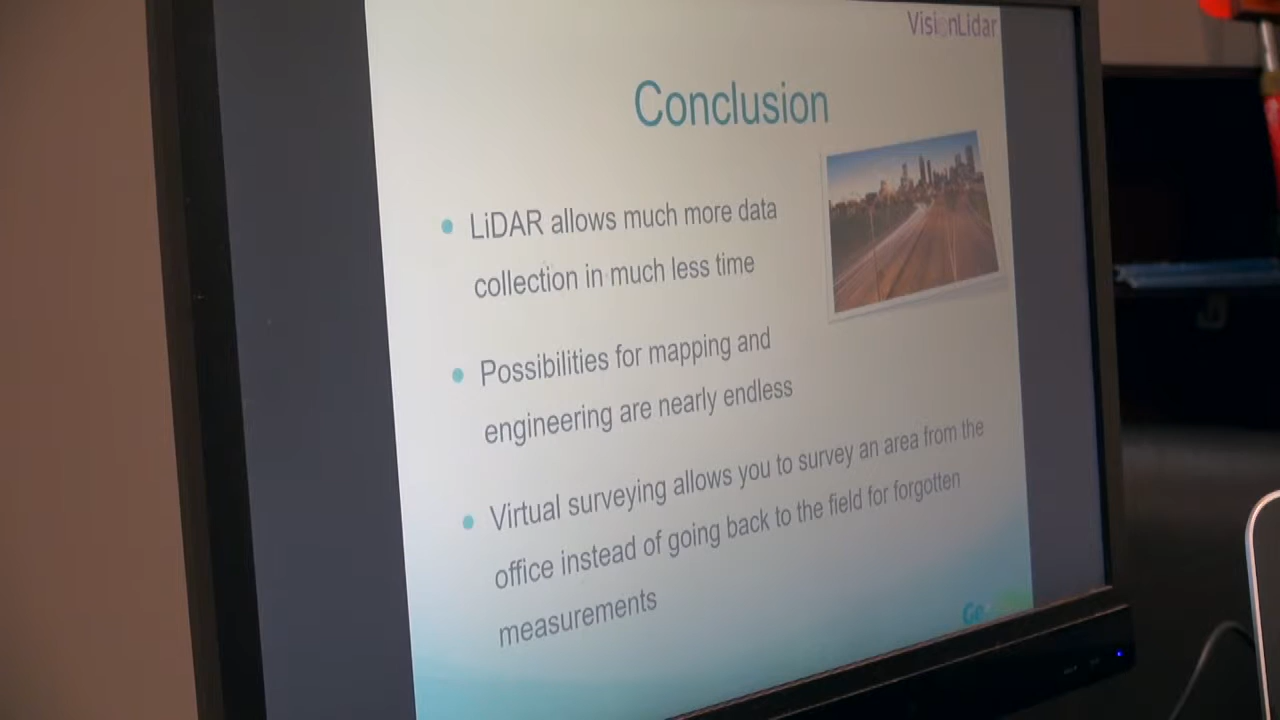 VisionLidar
Conclusion
LiDAR allows much more data
collection in much less time
Possibilities for mapping and
engineering are nearly endless
Virtual surveying allows you to survey an area from the
office instead of going back to the field for forgotten
measurements